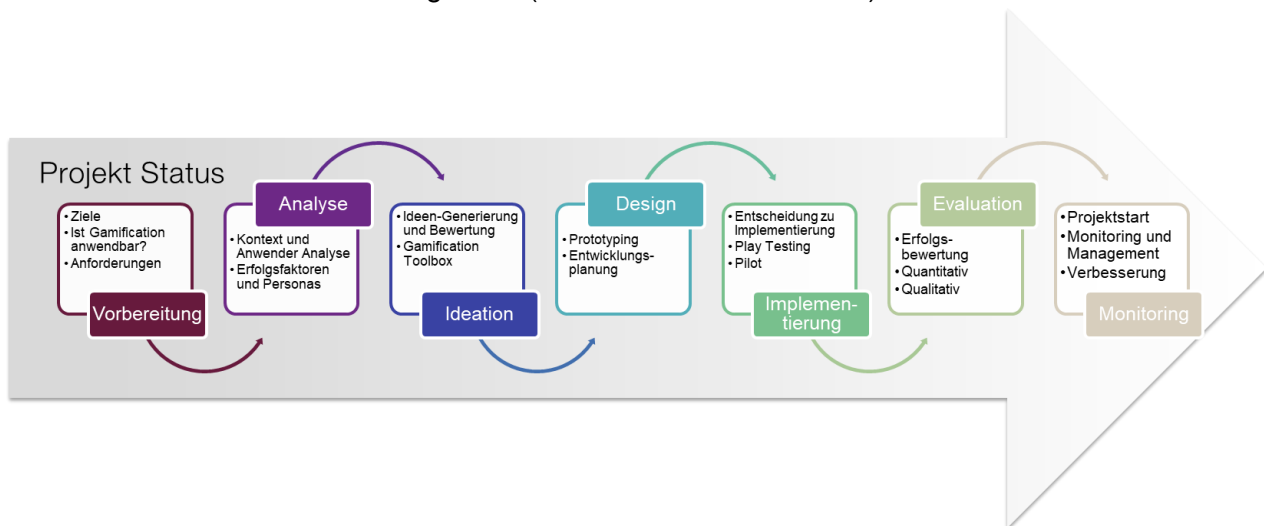 Projekt Status
• Ziele
• Ist Gamification
anwendbar?
• Anforderungen
Vorbereitung
Analyse
• Kontext und
Anwender Analyse
• Erfolgsfaktoren
und Personas
• Ideen-Generierung
und Bewertung
• Gamification
Toolbox
Ideation
Design
• Prototyping
• Entwicklungs-
planung
• Entscheidung zu
Implementierung
• Play Testing
• Pilot
Implemen-
tierung
Evaluation
• Erfolgs-
bewertung
• Quantitativ
• Qualitativ
• Projektstart
• Monitoring und
Management
• Verbesserung
Monitoring